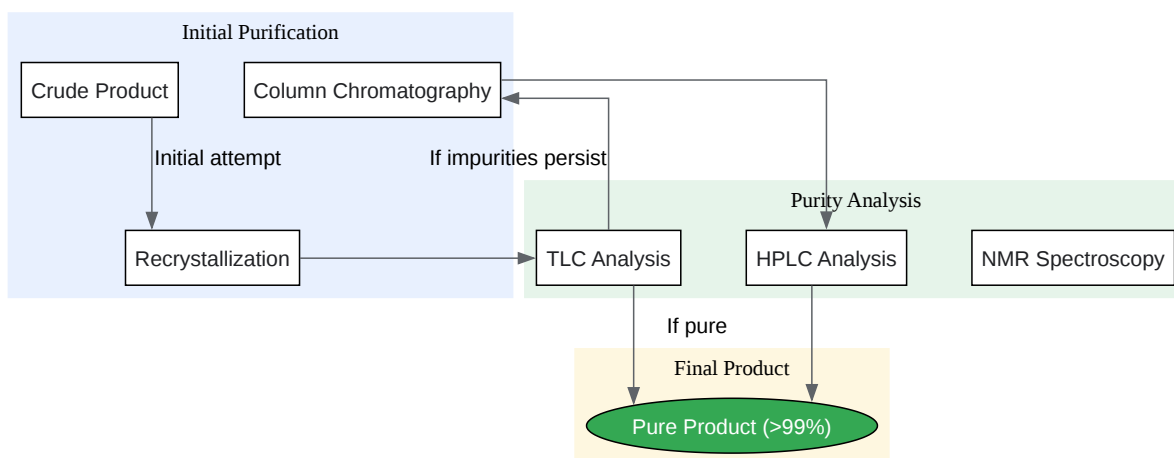 Initial Purification
Crude Product
Column Chromatography
Initial attempt
If impurities persist
Purity Analysis
Recrystallization
TLC Analysis
HPLC Analysis
NMR Spectroscopy
If pure
Final Product
Pure Product (>99%)